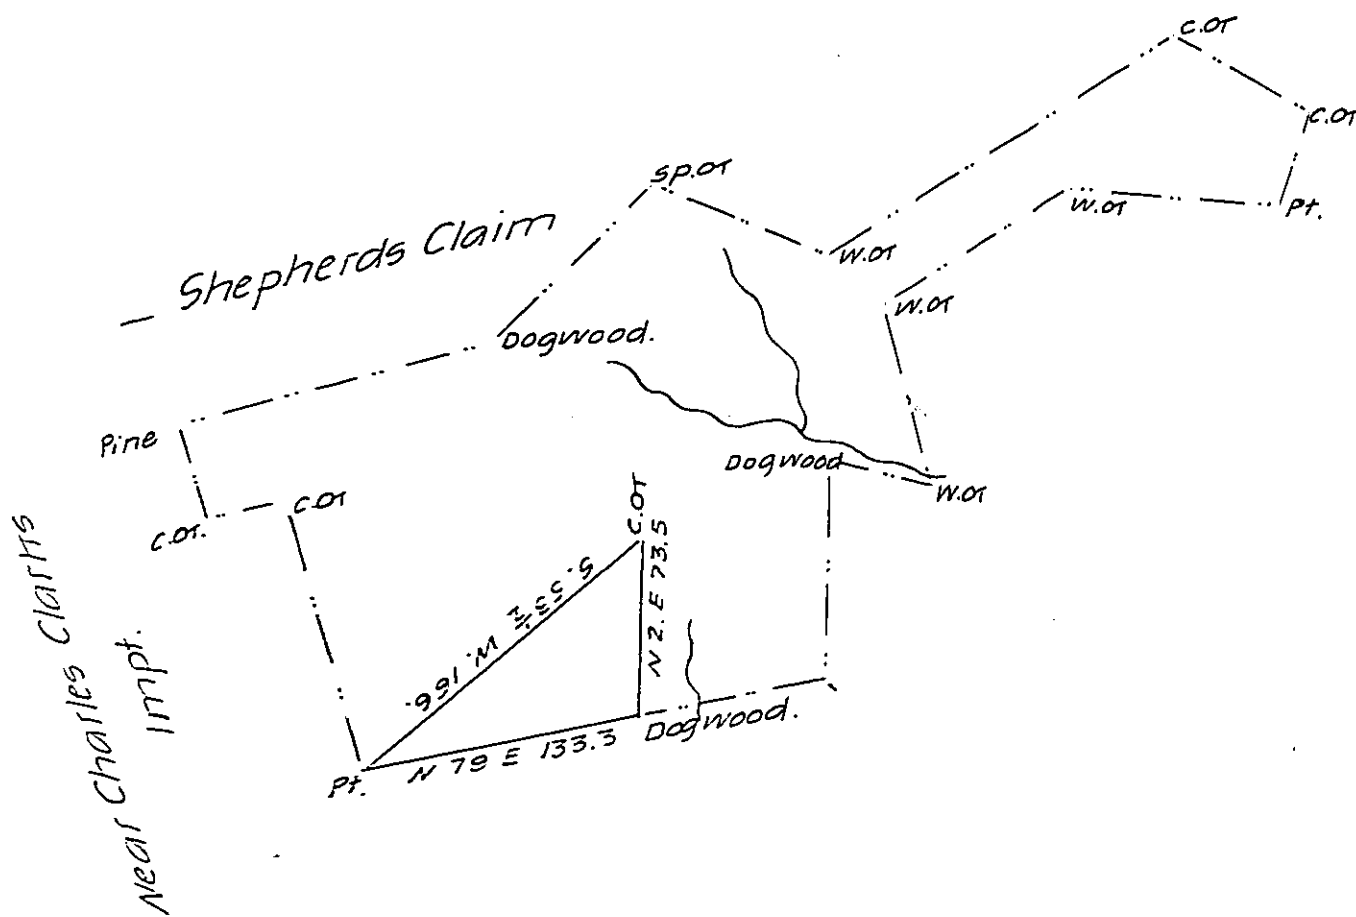 C.OT
C.OT
SP.OT
W.OT
Pt.
Shepherds Claim
W.OT
W.OT
Dogwood.
Pine
Dogwood
W.OT
C.OT
C.OT.
C.OT
N 2. E 73.5
S. 53½ W. 166.
N 79 E 133.3
Dogwood.
Pt.
Near Charles Clarks
Impt.